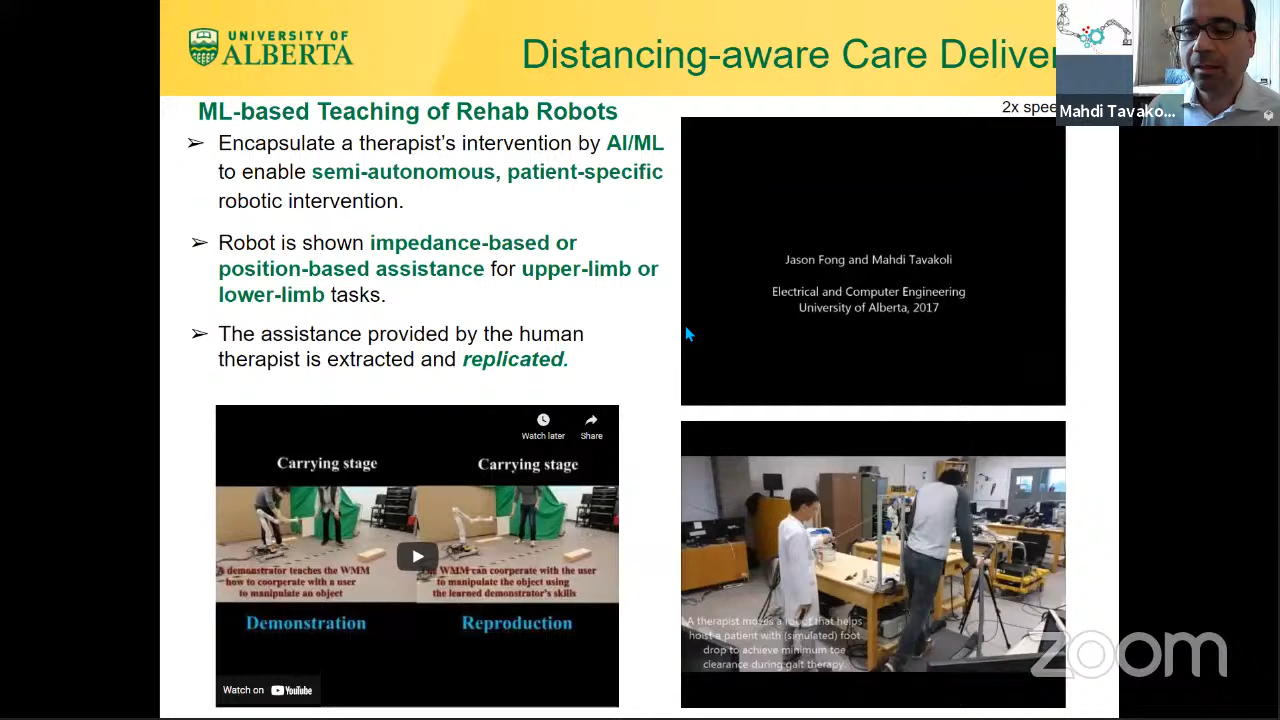 UNIVERSITY OF
ALBERTA
Distancing-aware Care Deliver
Mahdi Tavako...
ML-based Teaching of Rehab Robots
2x spee
➢ Encapsulate a therapist's intervention by AI/ML
to enable semi-autonomous, patient-specific
robotic intervention.
➢ Robot is shown impedance-based or
position-based assistance for upper-limb or
lower-limb tasks.
➢ The assistance provided by the human
therapist is extracted and replicated.
Jason Fong and Mahdi Tavakoli
Electrical and Computer Engineering
University of Alberta, 2017
Watch later
Share
Carrying stage
Carrying stage
A demonstrator teaches the WMM
how to coorperate with a user
to manipulate an object
The WMM can coorperate with the user
to manipulate the object using
the learned demonstrator's skills
Demonstration
Reproduction
Watch on YouTube
A therapist moves a robot that helps
hoist a patient with (simulated) foot
drop to achieve minimum toe
clearance during gait therapy.
zoom